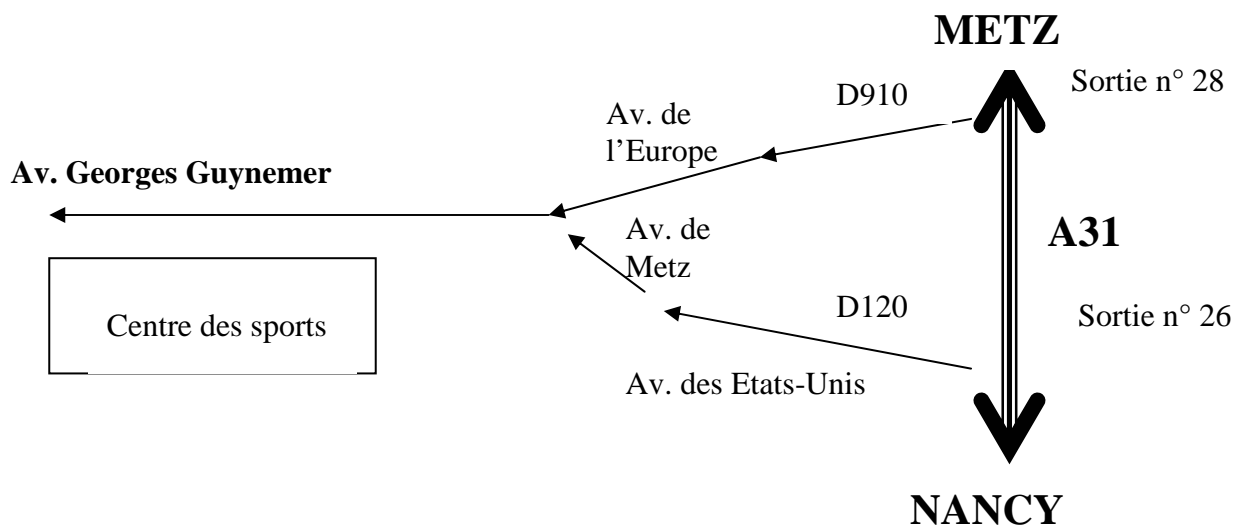 METZ
Sortie n° 28
D910
Av. de
l’Europe
Av. Georges Guynemer
Av. de
Metz
A31
D120
Sortie n° 26
Centre des sports
Av. des Etats-Unis
NANCY